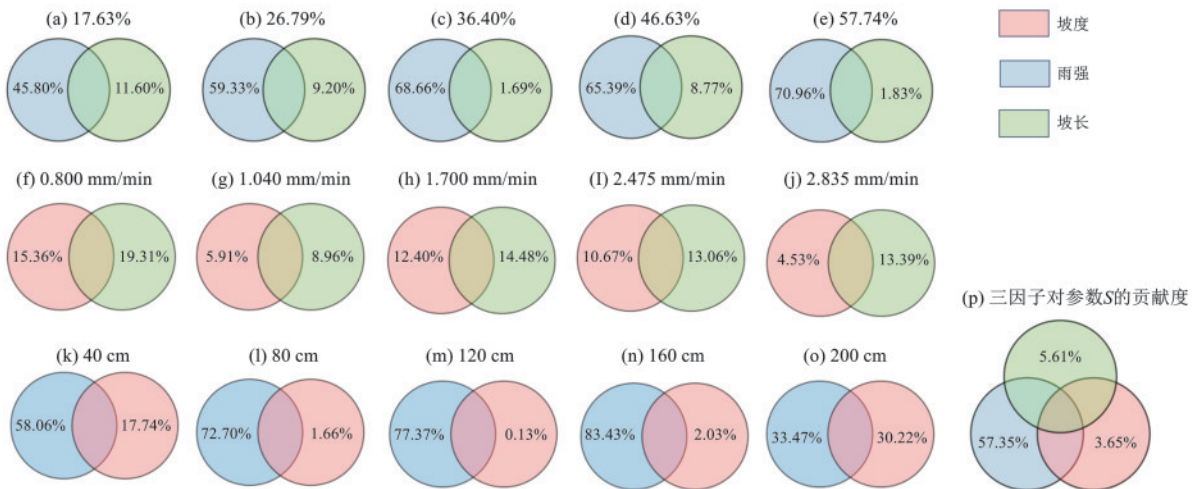 (a) 17.63%
(b) 26.79%
(c) 36.40%
(d) 46.63%
(e) 57.74%
坡度
45.80%
11.60%
59.33%
9.20%
68.66%
1.69%
65.39%
8.77%
70.96%
1.83%
雨强
坡长
(f) 0.800 mm/min
(g) 1.040 mm/min
(h) 1.700 mm/min
(I) 2.475 mm/min
(j) 2.835 mm/min
15.36%
19.31%
5.91%
8.96%
12.40%
14.48%
10.67%
13.06%
4.53%
13.39%
(p) 三因子对参数S的贡献度
(k) 40 cm
(l) 80 cm
(m) 120 cm
(n) 160 cm
(o) 200 cm
58.06%
17.74%
72.70%
1.66%
77.37%
0.13%
83.43%
2.03%
33.47%
30.22%
5.61%
57.35%
3.65%